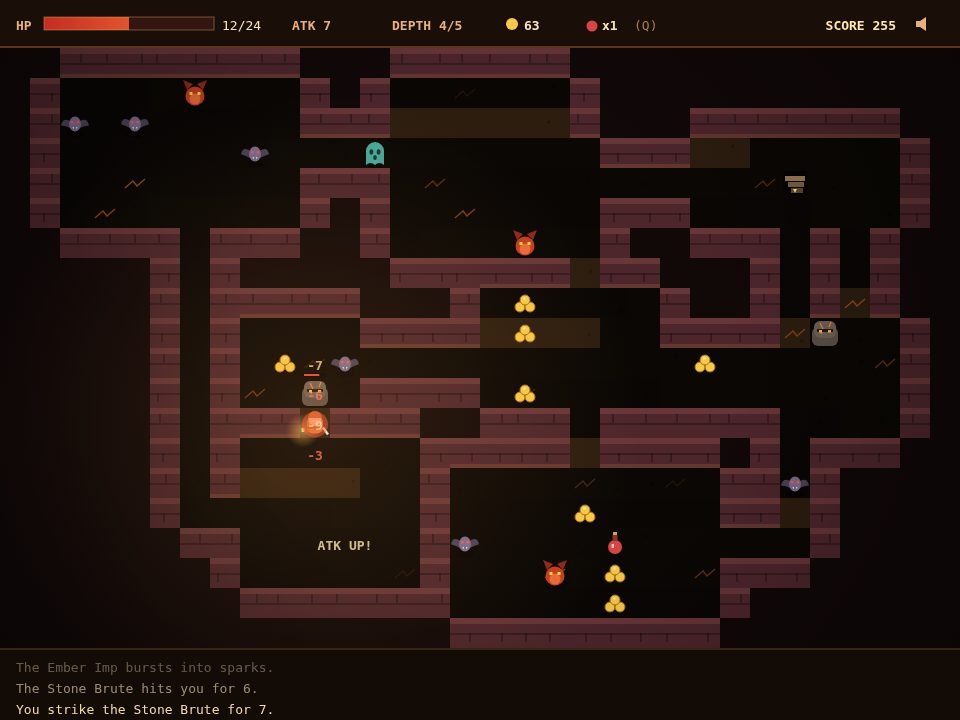 HP 12/24 ATK 7 DEPTH 4/5 63 x1 (Q) SCORE 255
-7
-6
-9
-3
ATK UP!
The Ember Imp bursts into sparks.
The Stone Brute hits you for 6.
You strike the Stone Brute for 7.